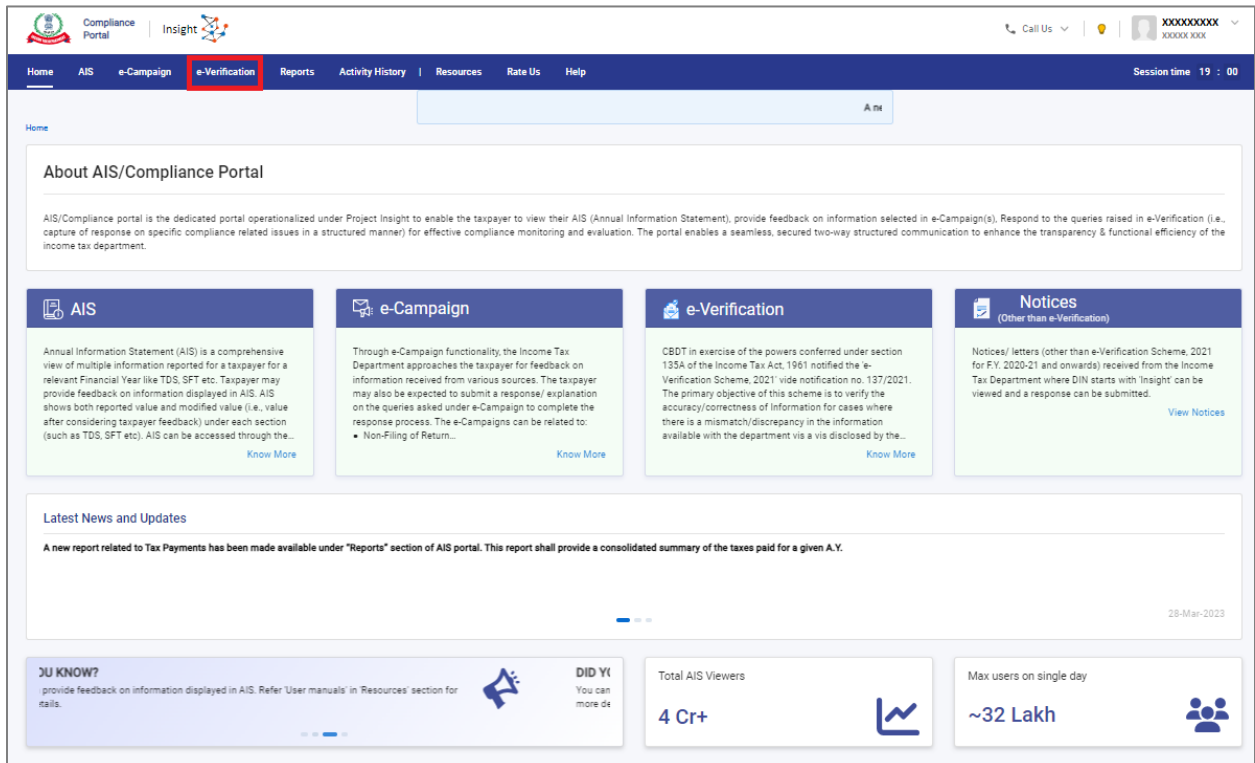 Compliance
Portal
Insight
Call Us
XXXXXXXXX
XXXXX XXX
Home AIS e-Campaign e-Verification Reports Activity History | Resources Rate Us Help
Session time 19 : 00
A ne
Home
About AIS/Compliance Portal
AIS/Compliance portal is the dedicated portal operationalized under Project Insight to enable the taxpayer to view their AIS (Annual Information Statement), provide feedback on information selected in e-Campaign(s), Respond to the queries raised in e-Verification (i.e.,
capture of response on specific compliance related issues in a structured manner) for effective compliance monitoring and evaluation. The portal enables a seamless, secured two-way structured communication to enhance the transparency & functional efficiency of the
income tax department.
AIS
Annual Information Statement (AIS) is a comprehensive
view of multiple information reported for a taxpayer for a
relevant Financial Year like TDS, SFT etc. Taxpayer may
provide feedback on information displayed in AIS. AIS
shows both reported value and modified value (i.e., value
after considering taxpayer feedback) under each section
(such as TDS, SFT etc). AIS can be accessed through the...
Know More
e-Campaign
Through e-Campaign functionality, the Income Tax
Department approaches the taxpayer for feedback on
information received from various sources. The taxpayer
may also be expected to submit a response/ explanation
on the queries asked under e-Campaign to complete the
response process. The e-Campaigns can be related to:
• Non-Filing of Return...
Know More
e-Verification
CBDT in exercise of the powers conferred under section
135A of the Income Tax Act, 1961 notified the 'e-
Verification Scheme, 2021' vide notification no. 137/2021.
The primary objective of this scheme is to verify the
accuracy/correctness of Information for cases where
there is a mismatch/discrepancy in the information
available with the department vis a vis disclosed by the...
Know More
Notices
(Other than e-Verification)
Notices/ letters (other than e-Verification Scheme, 2021
for F.Y. 2020-21 and onwards) received from the Income
Tax Department where DIN starts with 'Insight' can be
viewed and a response can be submitted.
View Notices
Latest News and Updates
A new report related to Tax Payments has been made available under "Reports" section of AIS portal. This report shall provide a consolidated summary of the taxes paid for a given A.Y.
28-Mar-2023
OU KNOW?
provide feedback on information displayed in AIS. Refer 'User manuals' in 'Resources' section for
tails.
DID Y
You can
more de
Total AIS Viewers
4 Cr+
Max users on single day
~32 Lakh